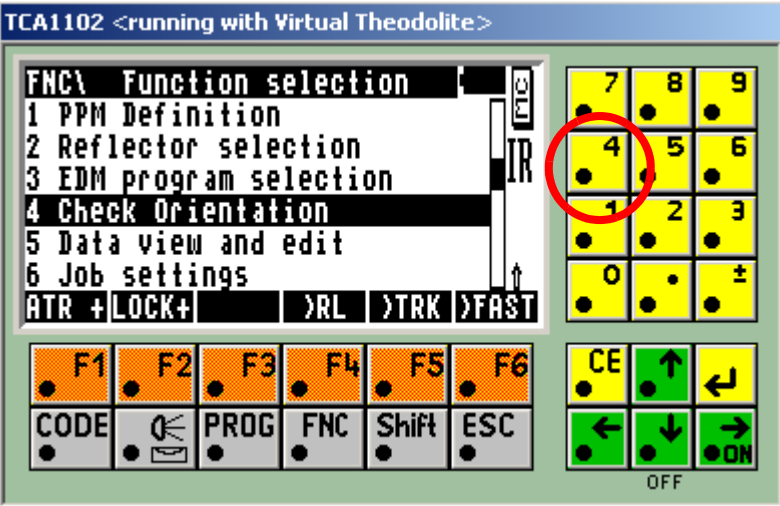 TCA1102 <running with Virtual Theodolite>
FNC\ Function selection
MC
1 PPM Definition
2 Reflector selection
IR
3 EDM program selection
4 Check Orientation
5 Data view and edit
6 Job settings
ATR + LOCK+ >RL >TRK >FAST
7 8 9
4 5 6
1 2 3
0 . ±
F1 F2 F3 F4 F5 F6
CE
CODE PROG FNC Shift ESC
ON
OFF